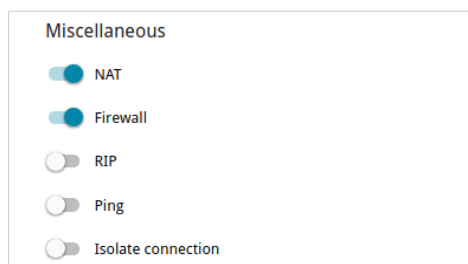 Miscellaneous
NAT
Firewall
RIP
Ping
Isolate connection